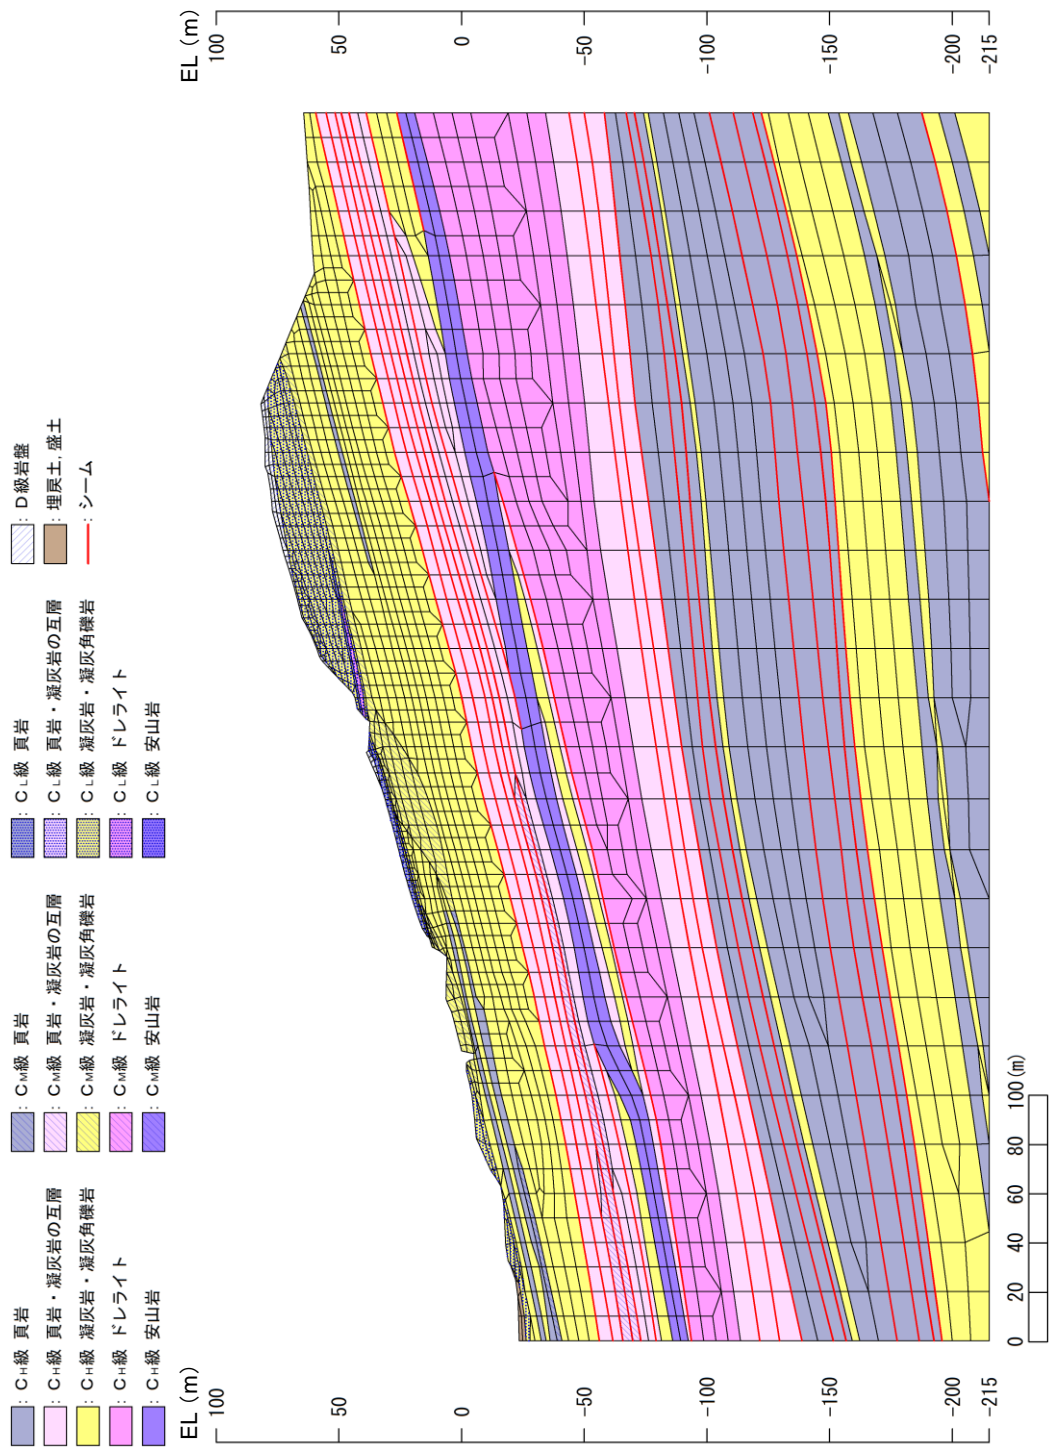 : CH級 頁岩
: CH級 頁岩・凝灰岩の互層
: CH級 凝灰岩・凝灰角礫岩
: CH級 ドレライト
: CH級 安山岩
: CM級 頁岩
: CM級 頁岩・凝灰岩の互層
: CM級 凝灰岩・凝灰角礫岩
: CM級 ドレライト
: CM級 安山岩
: CL級 頁岩
: CL級 頁岩・凝灰岩の互層
: CL級 凝灰岩・凝灰角礫岩
: CL級 ドレライト
: CL級 安山岩
: D級岩盤
: 埋戻土, 盛土
: シーム
EL (m)
100
50
0
-50
-100
-150
-200
-215
EL (m)
100
50
0
-50
-100
-150
-200
-215
0 20 40 60 80 100 (m)